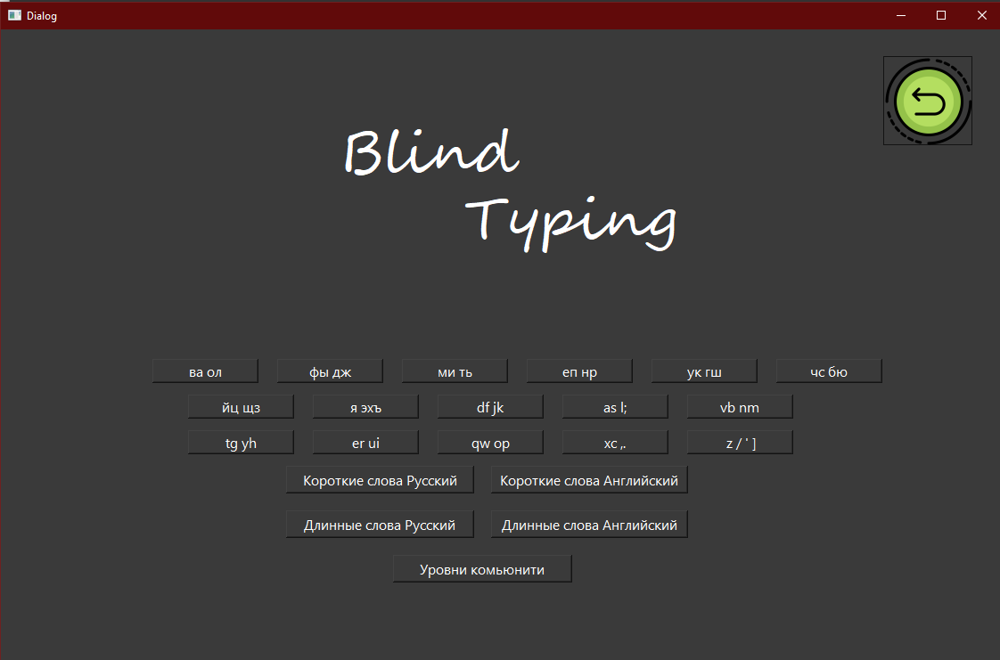 Dialog
Blind
Typing
ва ол фы дж ми ть еп нр ук гш чс бю
йц щз я эхъ df jk as l; vb nm
tg yh er ui qw op xc ,. z / ' ]
Короткие слова Русский Короткие слова Английский
Длинные слова Русский Длинные слова Английский
Уровни комьюнити